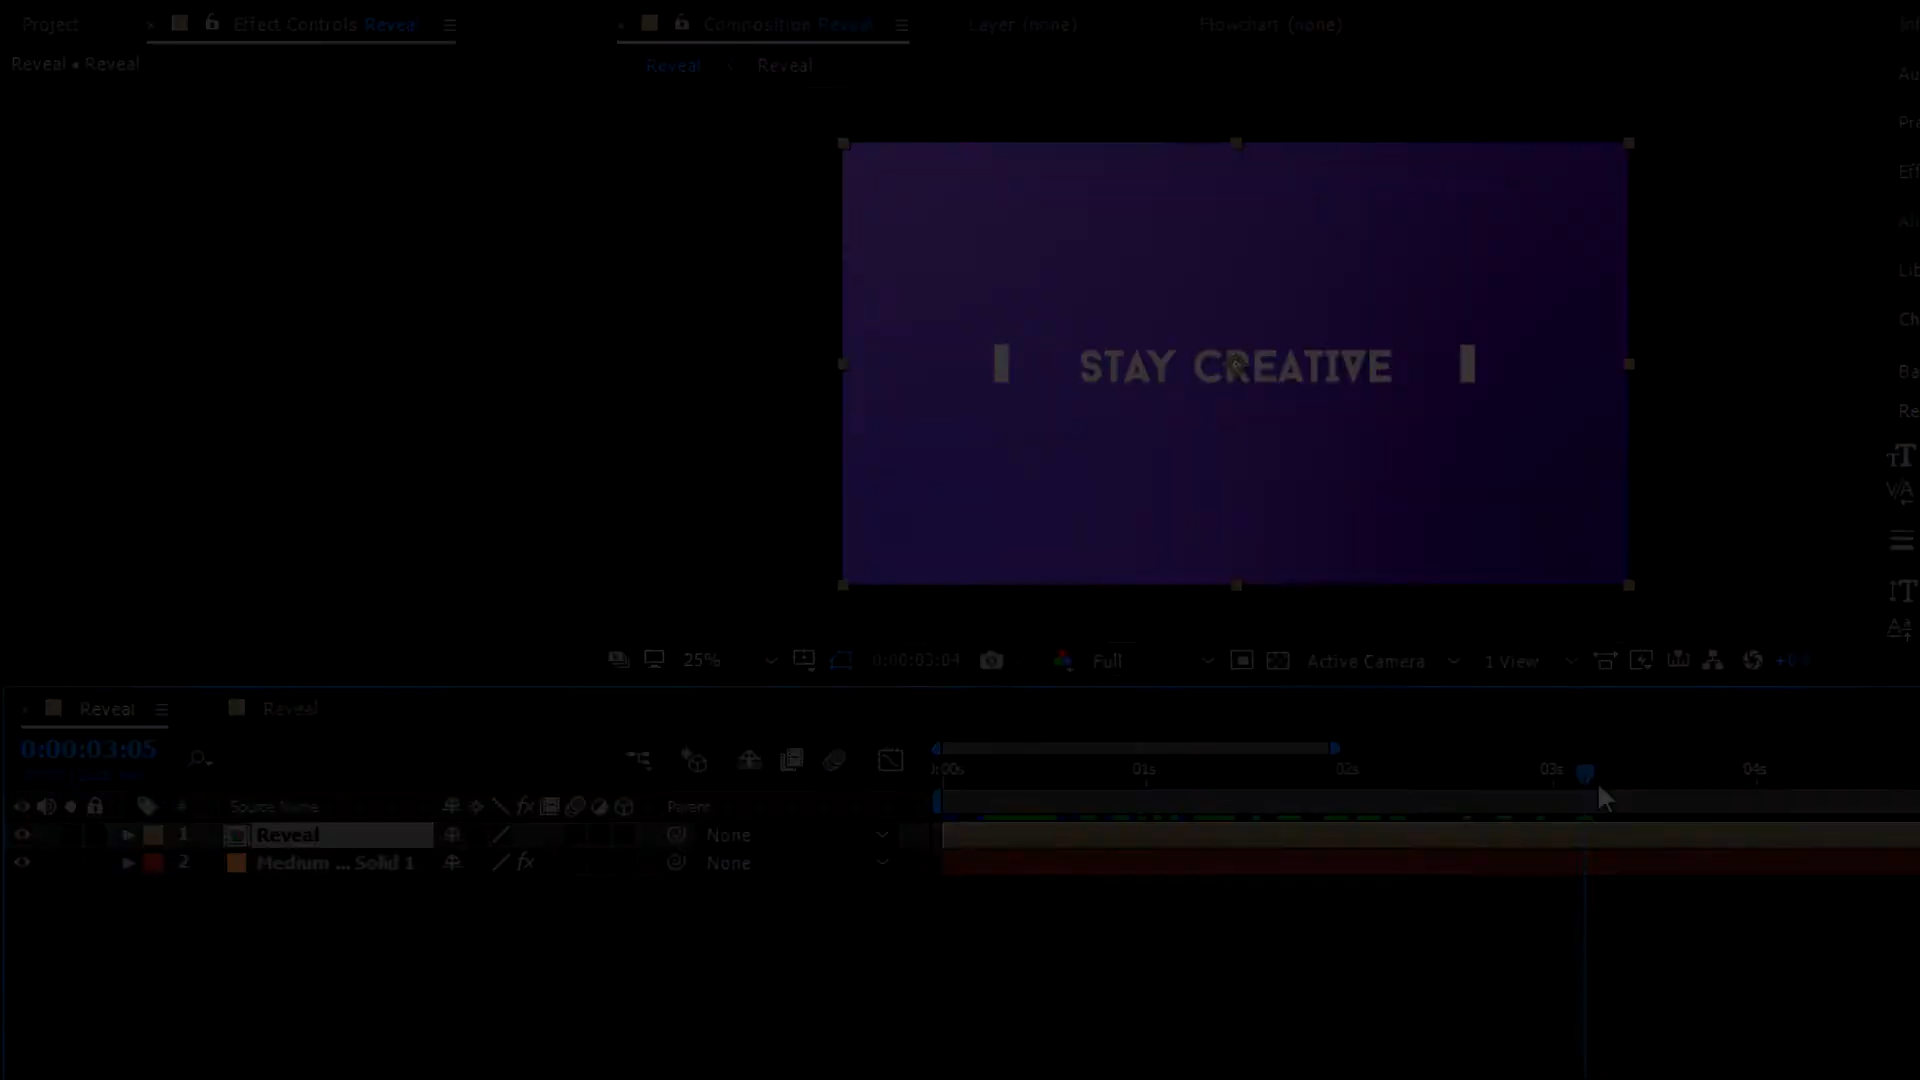 Project
Effect Controls Reveal
Composition Reveal
Layer (none)
Flowchart (none)
Reveal • Reveal
Reveal
Reveal
STAY CREATIVE
25%
0:00:03:04
Full
Active Camera
1 View
Reveal
Reveal
0:00:03:05
01s
02s
03s
04s
#
Source Name
fx
Parent
1
Reveal
None
2
Medium ... Solid 1
fx
None